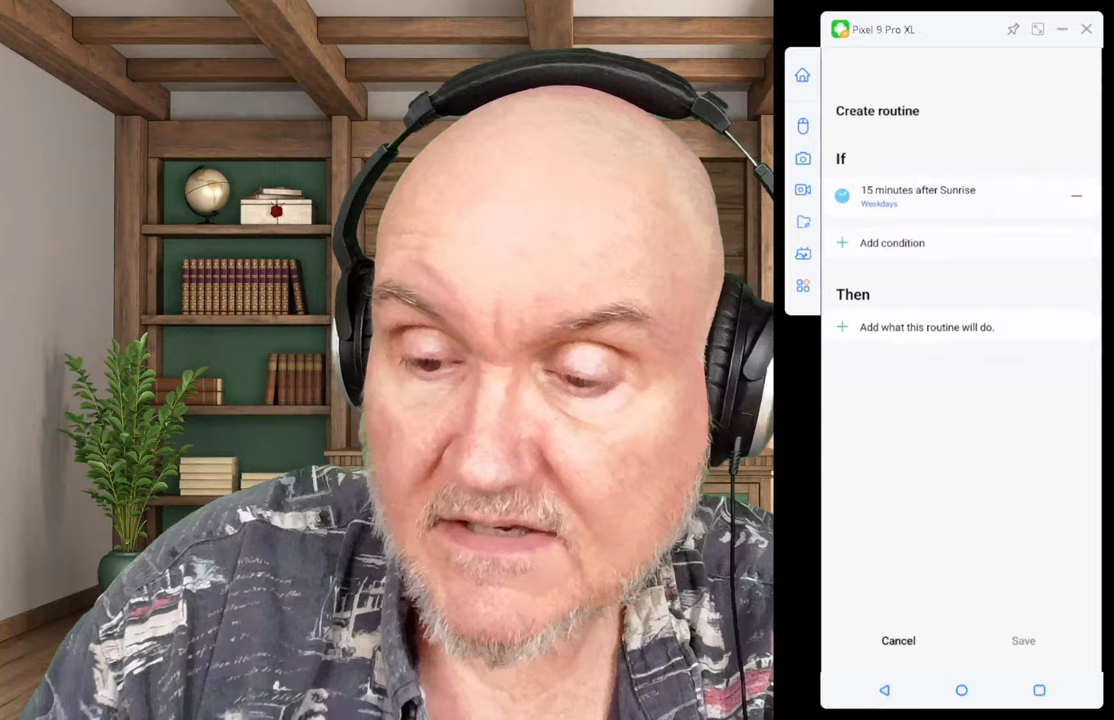 Pixel 9 Pro XL
Create routine
If
15 minutes after Sunrise
Weekdays
Add condition
Then
Add what this routine will do.
Cancel
Save